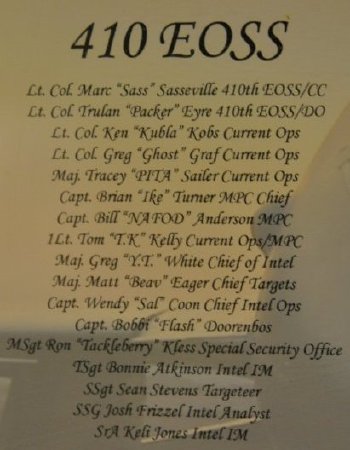 410 EOSS
Lt. Col. Marc "Sass" Sasseville 410th EOSS/CC
Lt. Col. Trulan "Packer" Eyre 410th EOSS/DO
Lt. Col. Ken "Kubla" Kobs Current Ops
Lt. Col. Greg "Ghost" Graf Current Ops
Maj. Tracey "PITA" Sailer Current Ops
Capt. Brian "Ike" Turner MPC Chief
Capt. Bill "NAFOD" Anderson MPC
1Lt. Tom "T.K" Kelly Current Ops/MPC
Maj. Greg "Y.T." White Chief of Intel
Maj. Matt "Beav" Eager Chief Targets
Capt. Wendy "Sal" Coon Chief Intel Ops
Capt. Bobbi "Flash" Doorenbos
MSgt Ron "Tackleberry" Kless Special Security Office
TSgt Bonnie Atkinson Intel IM
SSgt Sean Stevens Targeteer
SSG Josh Frizzel Intel Analyst
SrA Keli Jones Intel IM